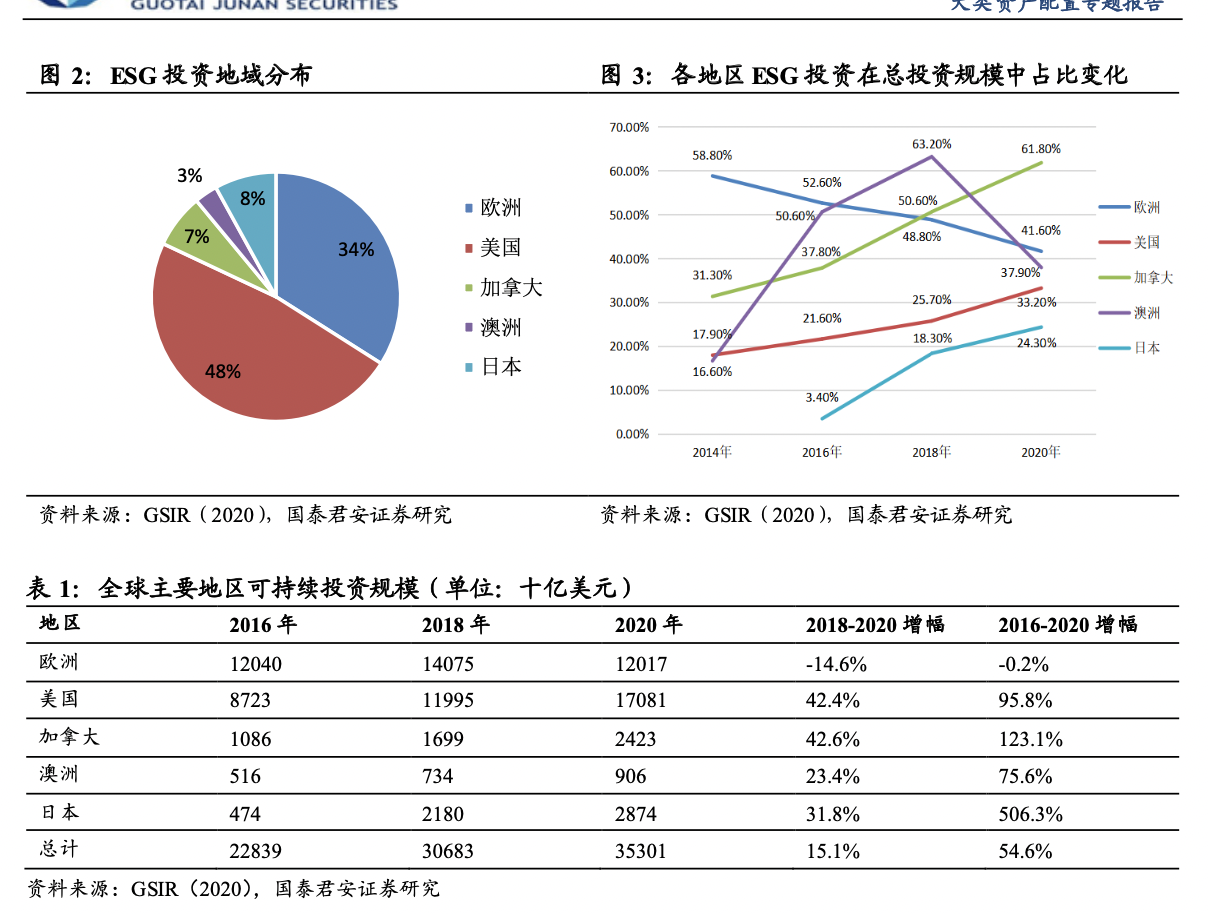 GUOTAI JUNAN SECURITIES
大类资产配置专题报告
图 2： ESG 投资地域分布
3%
8%
7%
34%
48%
欧洲
美国
加拿大
澳洲
日本
图 3： 各地区 ESG 投资在总投资规模中占比变化
70.00%
60.00%
50.00%
40.00%
30.00%
20.00%
10.00%
0.00%
58.80%
52.60%
63.20%
61.80%
50.60%
50.60%
48.80%
41.60%
31.30%
37.80%
37.90%
17.90%
21.60%
25.70%
33.20%
16.60%
18.30%
24.30%
3.40%
2014年
2016年
2018年
2020年
欧洲
美国
加拿大
澳洲
日本
资料来源：GSIR（2020），国泰君安证券研究
资料来源：GSIR（2020），国泰君安证券研究
表 1： 全球主要地区可持续投资规模（单位：十亿美元）
地区 2016 年 2018 年 2020 年 2018-2020 增幅 2016-2020 增幅
欧洲 12040 14075 12017 -14.6% -0.2%
美国 8723 11995 17081 42.4% 95.8%
加拿大 1086 1699 2423 42.6% 123.1%
澳洲 516 734 906 23.4% 75.6%
日本 474 2180 2874 31.8% 506.3%
总计 22839 30683 35301 15.1% 54.6%
资料来源：GSIR（2020），国泰君安证券研究